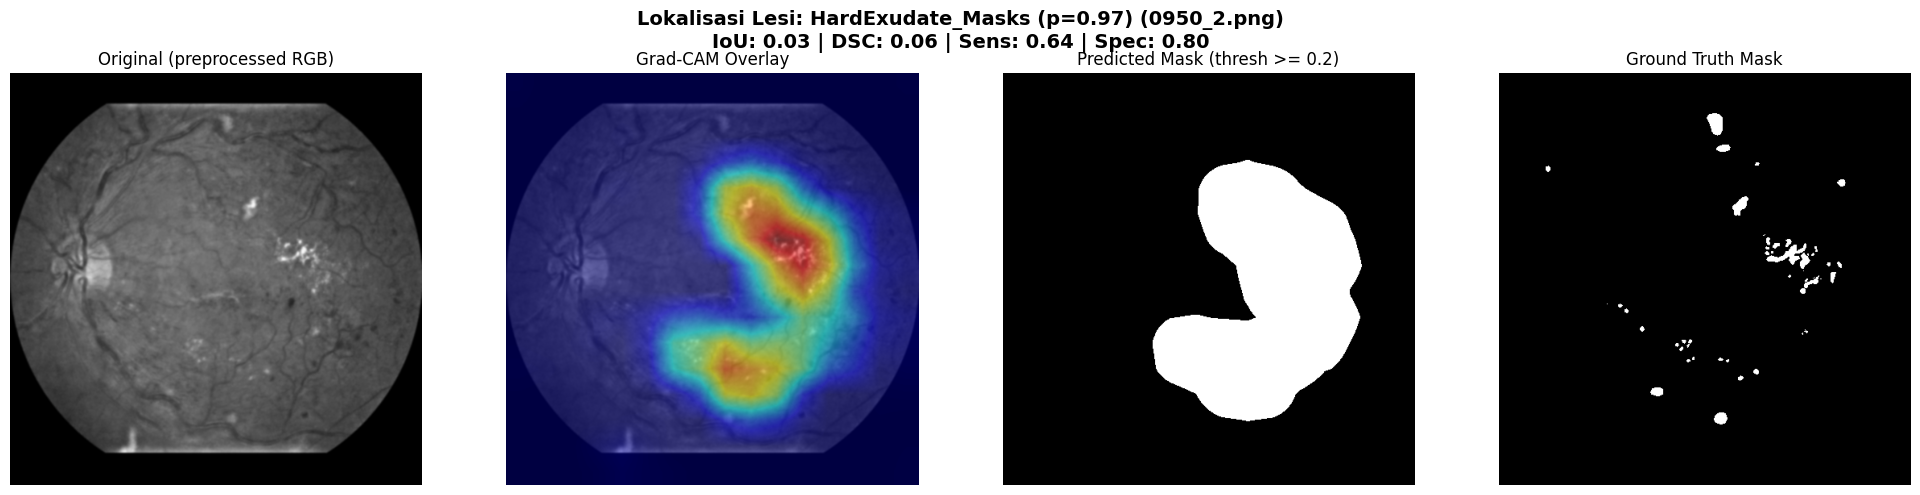 Lokalisasi Lesi: HardExudate_Masks (p=0.97) (0950_2.png)
IoU: 0.03 | DSC: 0.06 | Sens: 0.64 | Spec: 0.80
Original (preprocessed RGB)
Grad-CAM Overlay
Predicted Mask (thresh >= 0.2)
Ground Truth Mask